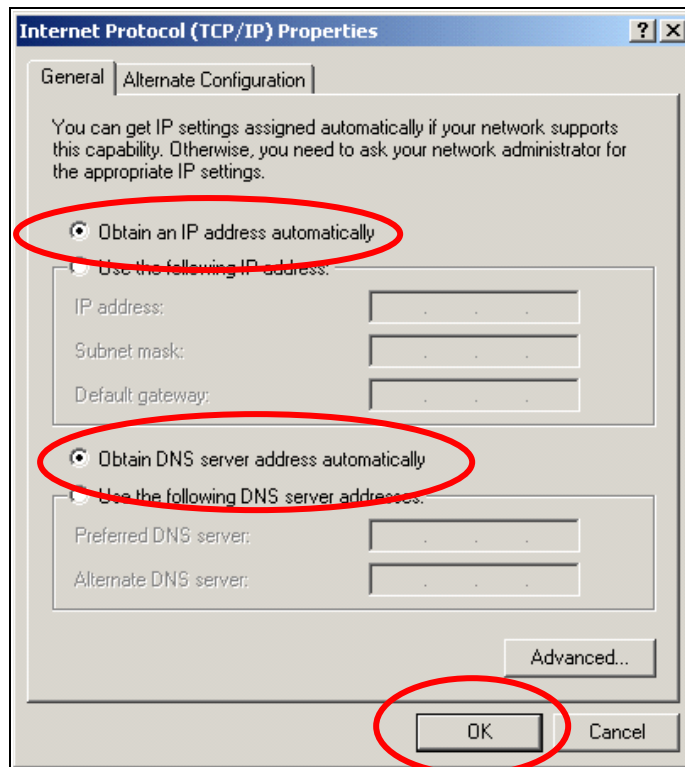 Internet Protocol (TCP/IP) Properties
General
Alternate Configuration
You can get IP settings assigned automatically if your network supports
this capability. Otherwise, you need to ask your network administrator for
the appropriate IP settings.
Obtain an IP address automatically
Use the following IP address:
IP address:
Subnet mask:
Default gateway:
Obtain DNS server address automatically
Use the following DNS server addresses:
Preferred DNS server:
Alternate DNS server:
Advanced...
OK
Cancel